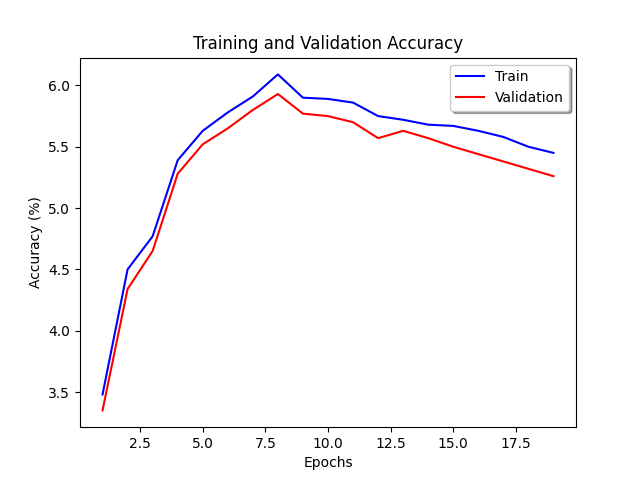 Training and Validation Accuracy
Train
Validation
Accuracy (%)
6.0
5.5
5.0
4.5
4.0
3.5
2.5 5.0 7.5 10.0 12.5 15.0 17.5
Epochs